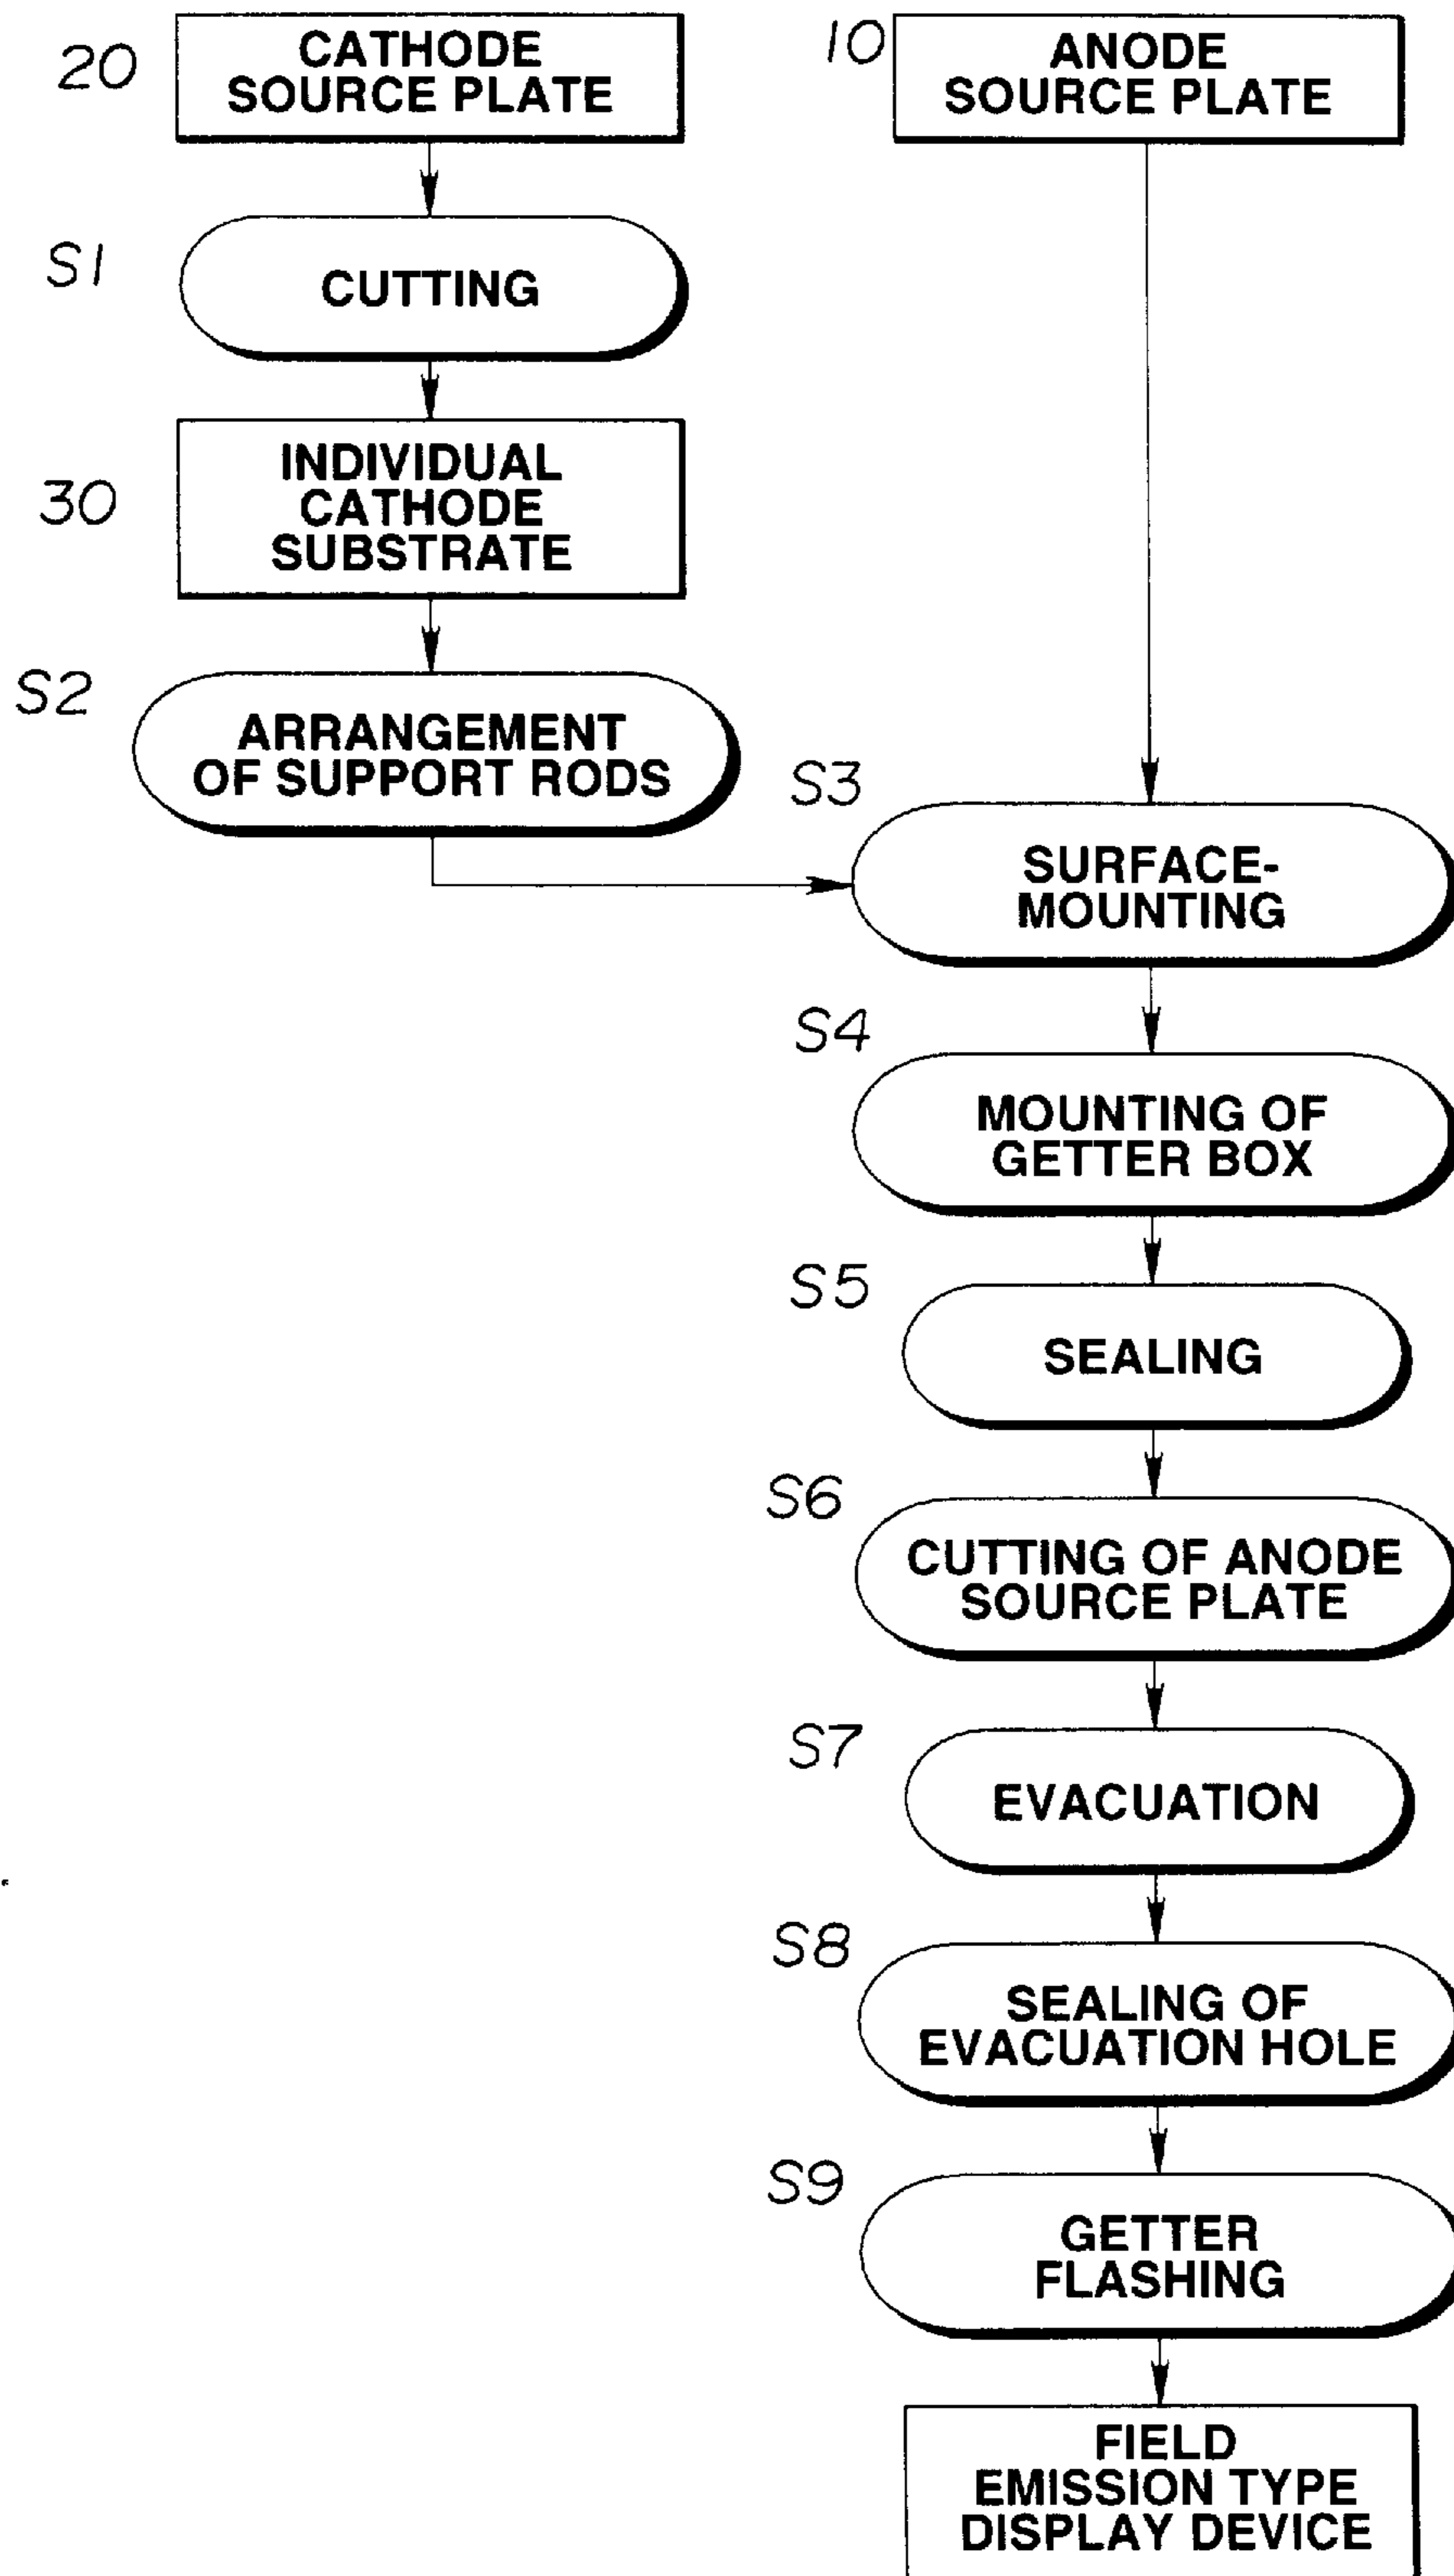 20
CATHODE
SOURCE PLATE
10
ANODE
SOURCE PLATE
S1
CUTTING
30
INDIVIDUAL
CATHODE
SUBSTRATE
S2
ARRANGEMENT
OF SUPPORT RODS
S3
SURFACE-
MOUNTING
S4
MOUNTING OF
GETTER BOX
S5
SEALING
S6
CUTTING OF ANODE
SOURCE PLATE
S7
EVACUATION
S8
SEALING OF
EVACUATION HOLE
S9
GETTER
FLASHING
FIELD
EMISSION TYPE
DISPLAY DEVICE